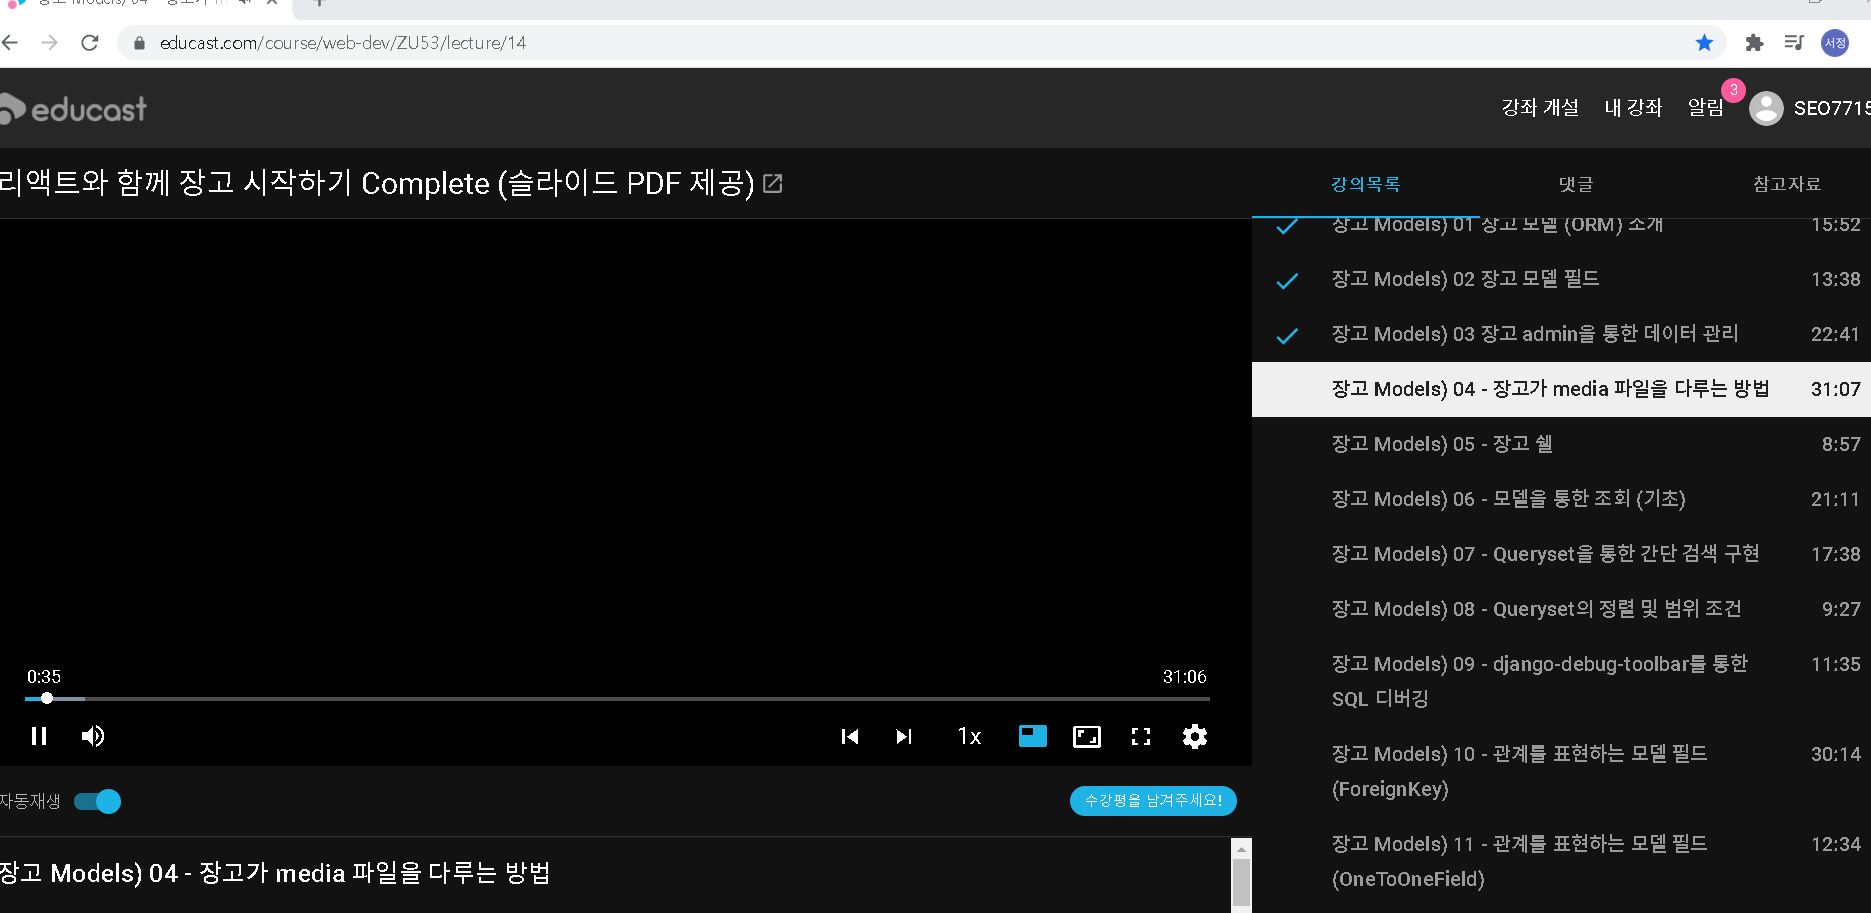 educast.com/course/web-dev/ZU53/lecture/14
서정
educast
강좌 개설
내 강좌
알림
3
SEO7715
리액트와 함께 장고 시작하기 Complete (슬라이드 PDF 제공)
강의목록
댓글
참고자료
장고 Models) 01 장고 모델 (ORM) 소개 15:52
장고 Models) 02 장고 모델 필드 13:38
장고 Models) 03 장고 admin을 통한 데이터 관리 22:41
장고 Models) 04 - 장고가 media 파일을 다루는 방법 31:07
장고 Models) 05 - 장고 쉘 8:57
장고 Models) 06 - 모델을 통한 조회 (기초) 21:11
장고 Models) 07 - Queryset을 통한 간단 검색 구현 17:38
장고 Models) 08 - Queryset의 정렬 및 범위 조건 9:27
장고 Models) 09 - django-debug-toolbar를 통한 11:35
SQL 디버깅
장고 Models) 10 - 관계를 표현하는 모델 필드 30:14
(ForeignKey)
장고 Models) 11 - 관계를 표현하는 모델 필드 12:34
(OneToOneField)
0:35
31:06
1x
자동재생
수강평을 남겨주세요!
장고 Models) 04 - 장고가 media 파일을 다루는 방법